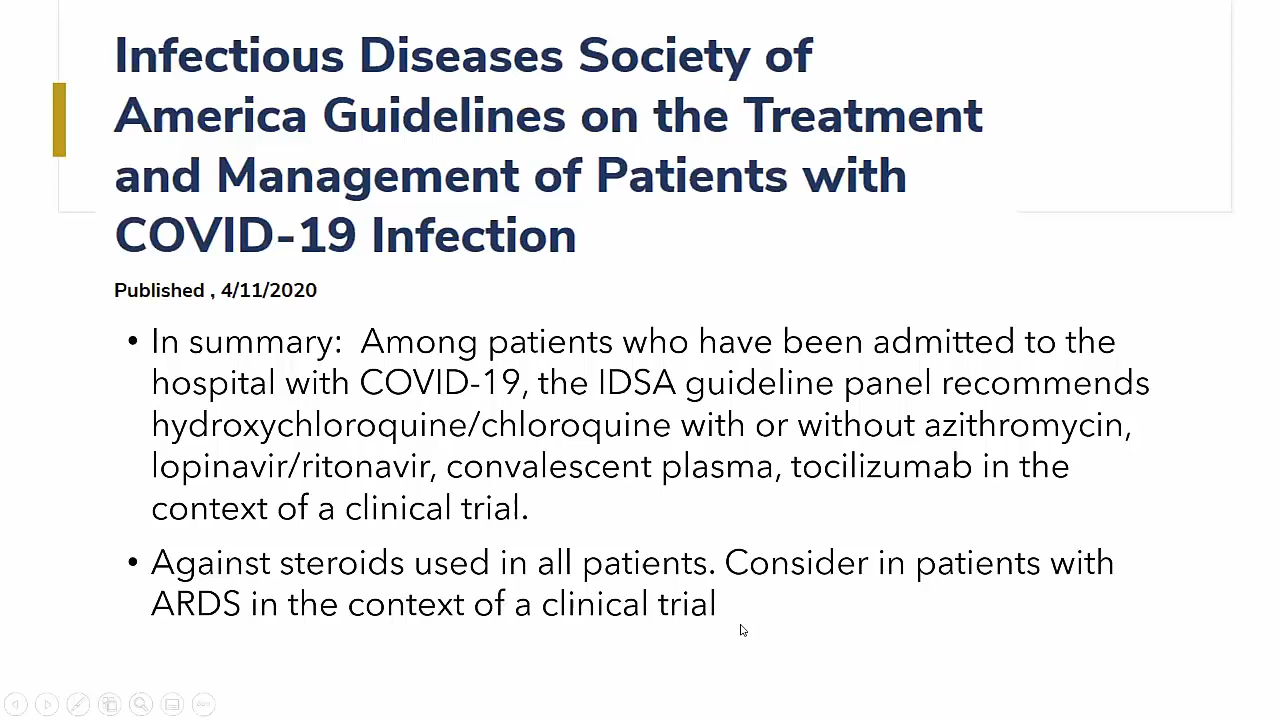 Infectious Diseases Society of
America Guidelines on the Treatment
and Management of Patients with
COVID-19 Infection
Published , 4/11/2020
• In summary:  Among patients who have been admitted to the
hospital with COVID-19, the IDSA guideline panel recommends
hydroxychloroquine/chloroquine with or without azithromycin,
lopinavir/ritonavir, convalescent plasma, tocilizumab in the
context of a clinical trial.
• Against steroids used in all patients. Consider in patients with
ARDS in the context of a clinical trial